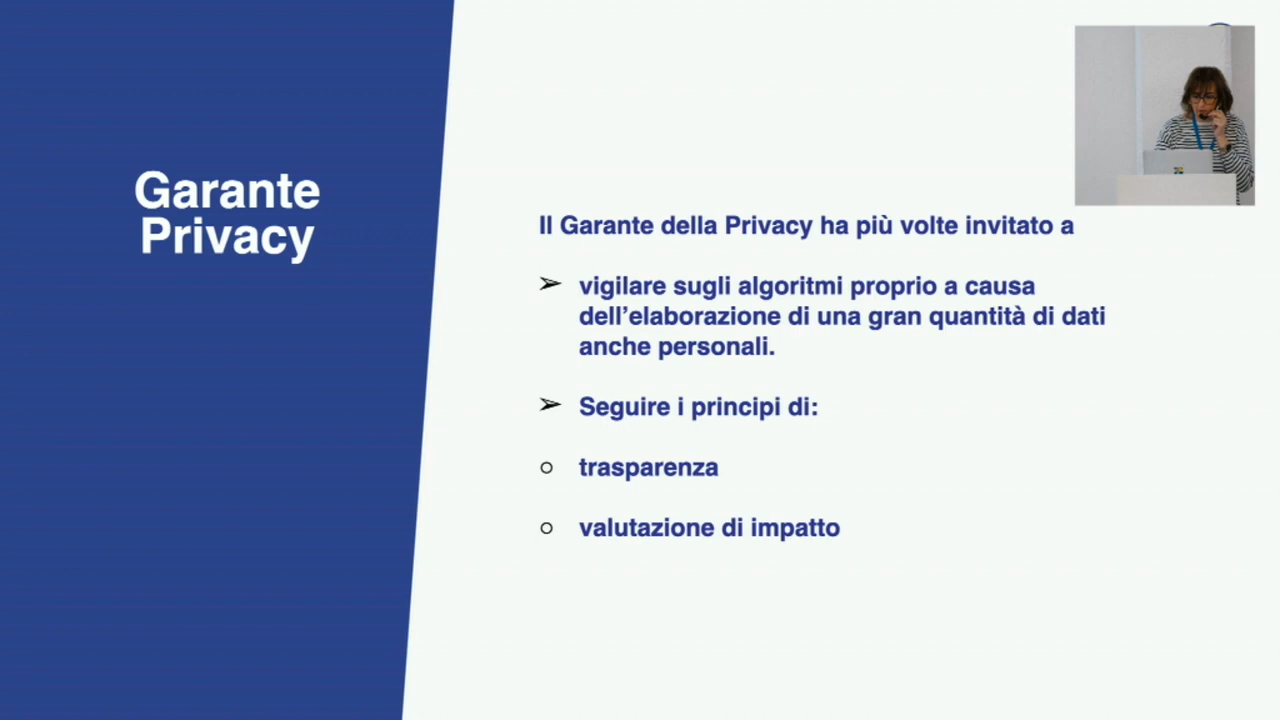 Garante
Privacy
Il Garante della Privacy ha più volte invitato a
➢ vigilare sugli algoritmi proprio a causa
dell’elaborazione di una gran quantità di dati
anche personali.
➢ Seguire i principi di:
○ trasparenza
○ valutazione di impatto